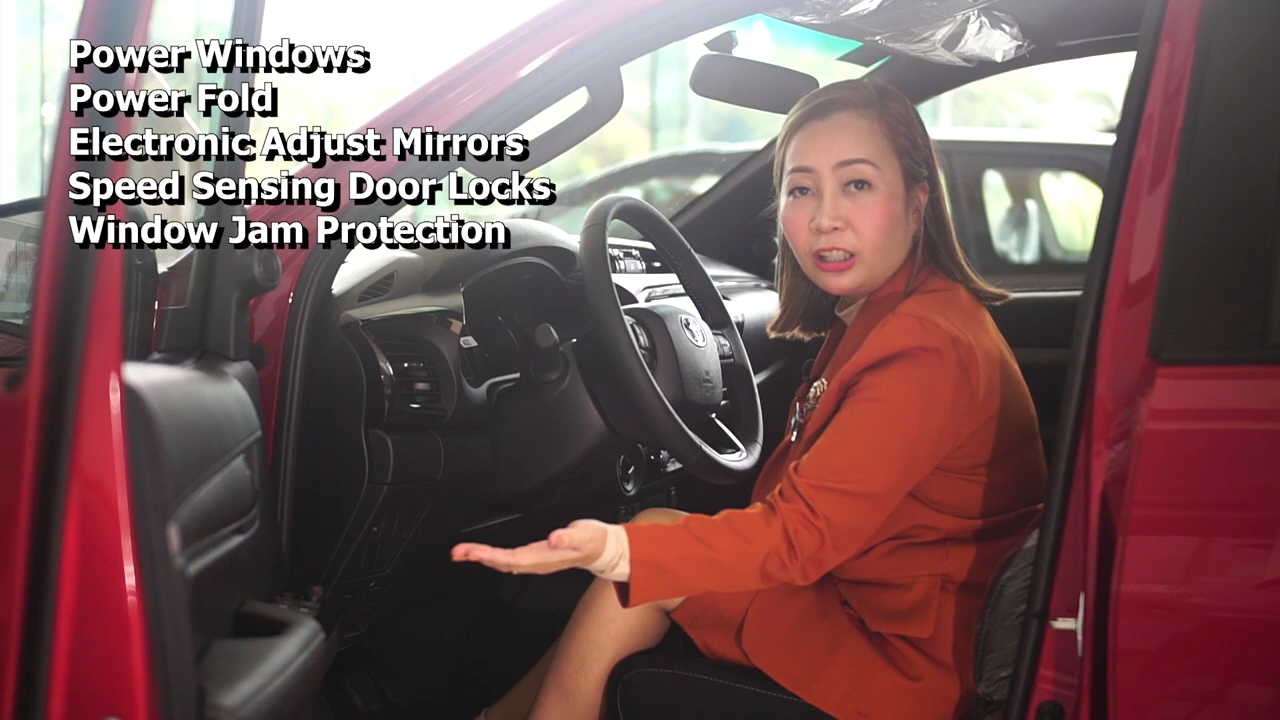 Power Windows
Power Fold
Electronic Adjust Mirrors
Speed Sensing Door Locks
Window Jam Protection